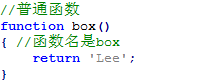 //普通函数
function box()
{ //函数名是box
    return 'Lee';
}